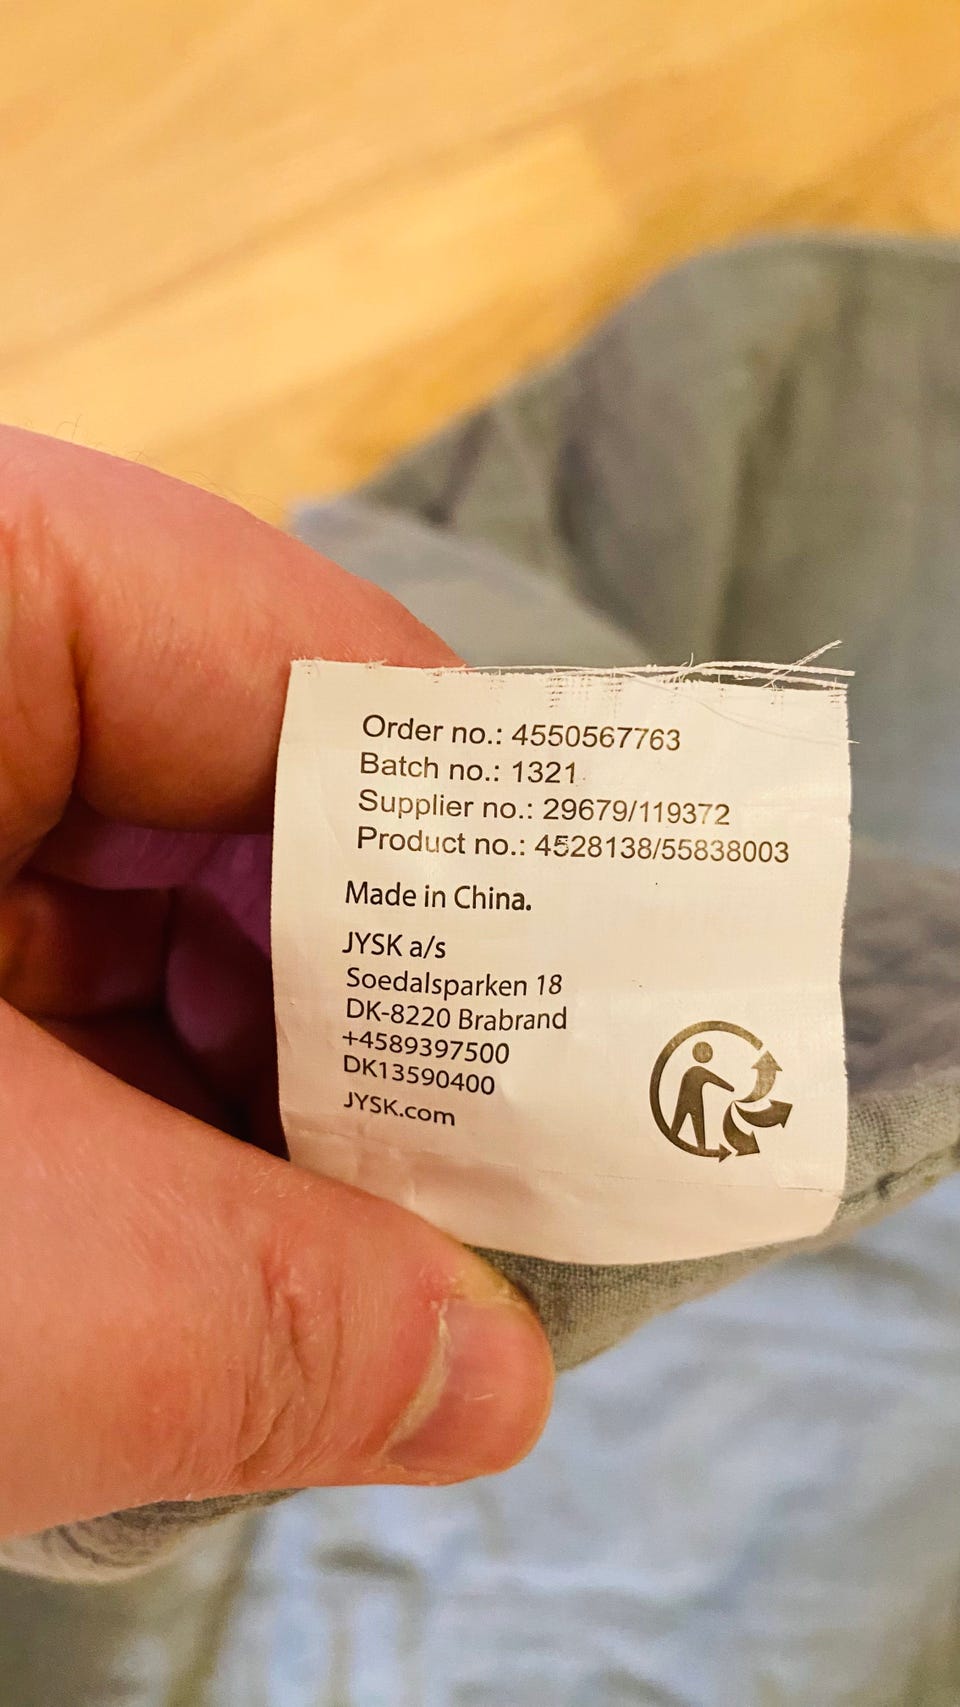 Order no.: 4550567763
Batch no.: 1321
Supplier no.: 29679/119372
Product no.: 4528138/55838003
Made in China.
JYSK a/s
Soedalsparken 18
DK-8220 Brabrand
+4589397500
DK13590400
JYSK.com